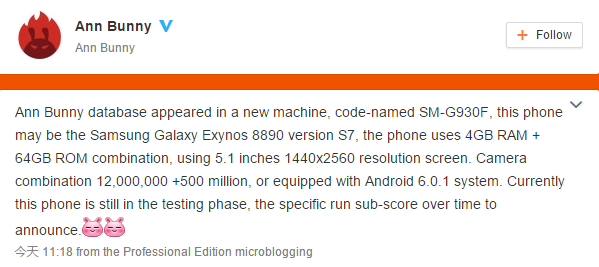 Ann Bunny
Ann Bunny
+ Follow
Ann Bunny database appeared in a new machine, code-named SM-G930F, this phone
may be the Samsung Galaxy Exynos 8890 version S7, the phone uses 4GB RAM +
64GB ROM combination, using 5.1 inches 1440x2560 resolution screen. Camera
combination 12,000,000 +500 million, or equipped with Android 6.0.1 system. Currently
this phone is still in the testing phase, the specific run sub-score over time to
announce.
今天 11:18 from the Professional Edition microblogging